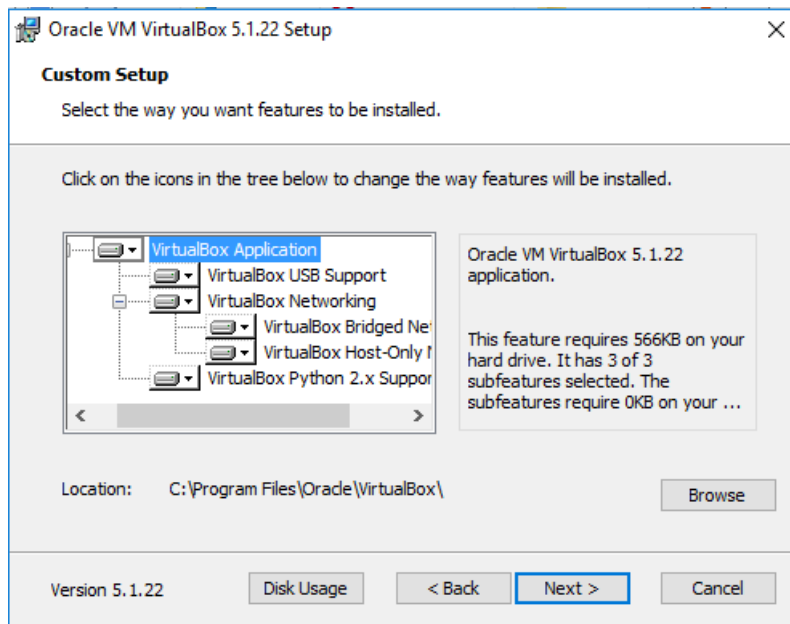 Oracle VM VirtualBox 5.1.22 Setup
Custom Setup
Select the way you want features to be installed.
Click on the icons in the tree below to change the way features will be installed.
VirtualBox Application
VirtualBox USB Support
VirtualBox Networking
VirtualBox Bridged Net
VirtualBox Host-Only
VirtualBox Python 2.x Suppor
Oracle VM VirtualBox 5.1.22
application.
This feature requires 566KB on your
hard drive. It has 3 of 3
subfeatures selected. The
subfeatures require 0KB on your ...
Location: C:\Program Files\Oracle\VirtualBox\
Browse
Version 5.1.22
Disk Usage
< Back
Next >
Cancel